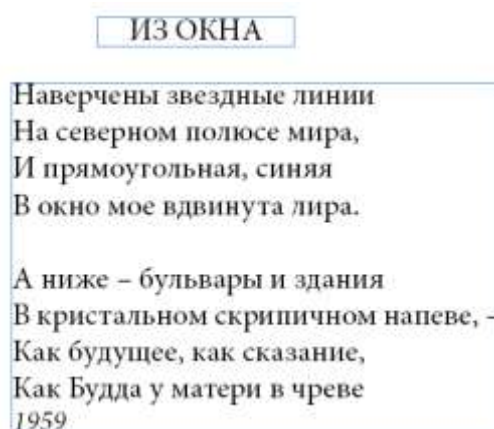 ИЗ ОКНА
Наверчены звездные линии
На северном полюсе мира,
И прямоугольная, синяя
В окно мое вдвинута лира.
А ниже – бульвары и здания
В кристальном скрипичном напеве, –
Как будущее, как сказание,
Как Будда у матери в чреве
1959